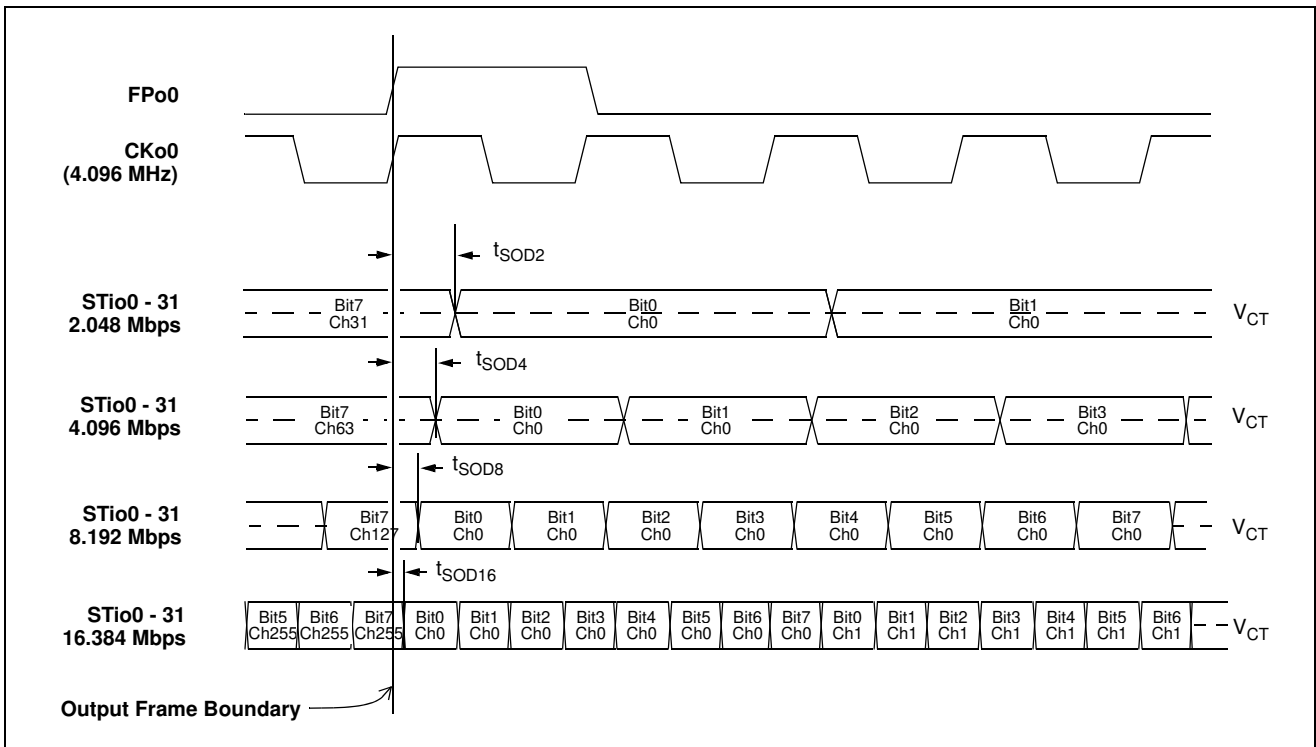 FPo0
CKo0
(4.096 MHz)
tSOD2
STio0 - 31
2.048 Mbps
Bit7
Ch31
Bit0
Ch0
Bit1
Ch0
VCT
tSOD4
STio0 - 31
4.096 Mbps
Bit7
Ch63
Bit0
Ch0
Bit1
Ch0
Bit2
Ch0
Bit3
Ch0
VCT
tSOD8
STio0 - 31
8.192 Mbps
Bit7
Ch127
Bit0
Ch0
Bit1
Ch0
Bit2
Ch0
Bit3
Ch0
Bit4
Ch0
Bit5
Ch0
Bit6
Ch0
Bit7
Ch0
VCT
tSOD16
STio0 - 31
16.384 Mbps
Bit5
Ch255
Bit6
Ch255
Bit7
Ch255
Bit0
Ch0
Bit1
Ch0
Bit2
Ch0
Bit3
Ch0
Bit4
Ch0
Bit5
Ch0
Bit6
Ch0
Bit7
Ch0
Bit0
Ch1
Bit1
Ch1
Bit2
Ch1
Bit3
Ch1
Bit4
Ch1
Bit5
Ch1
Bit6
Ch1
VCT
Output Frame Boundary